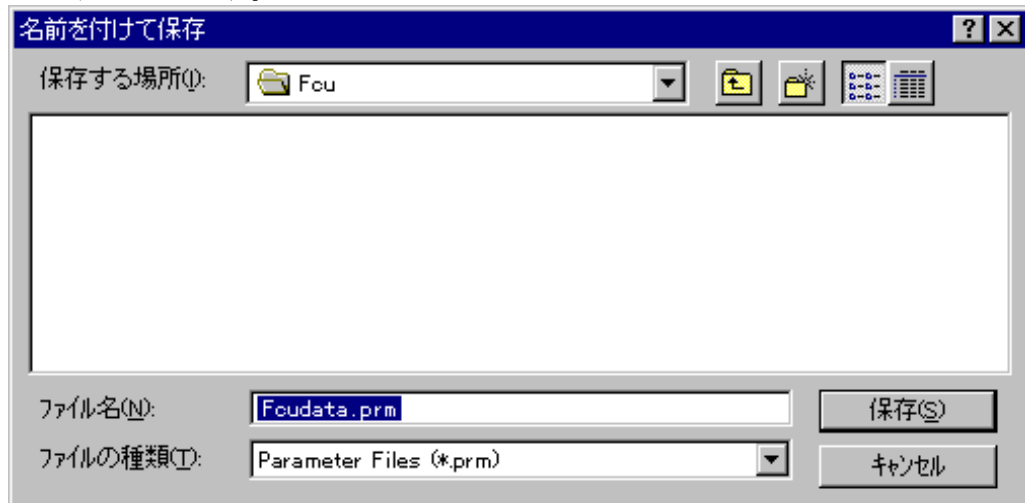 名前を付けて保存
保存する場所(I):
Fcu
ファイル名(N):
Fcudata.prm
保存(S)
ファイルの種類(T):
Parameter Files (*.prm)
キャンセル